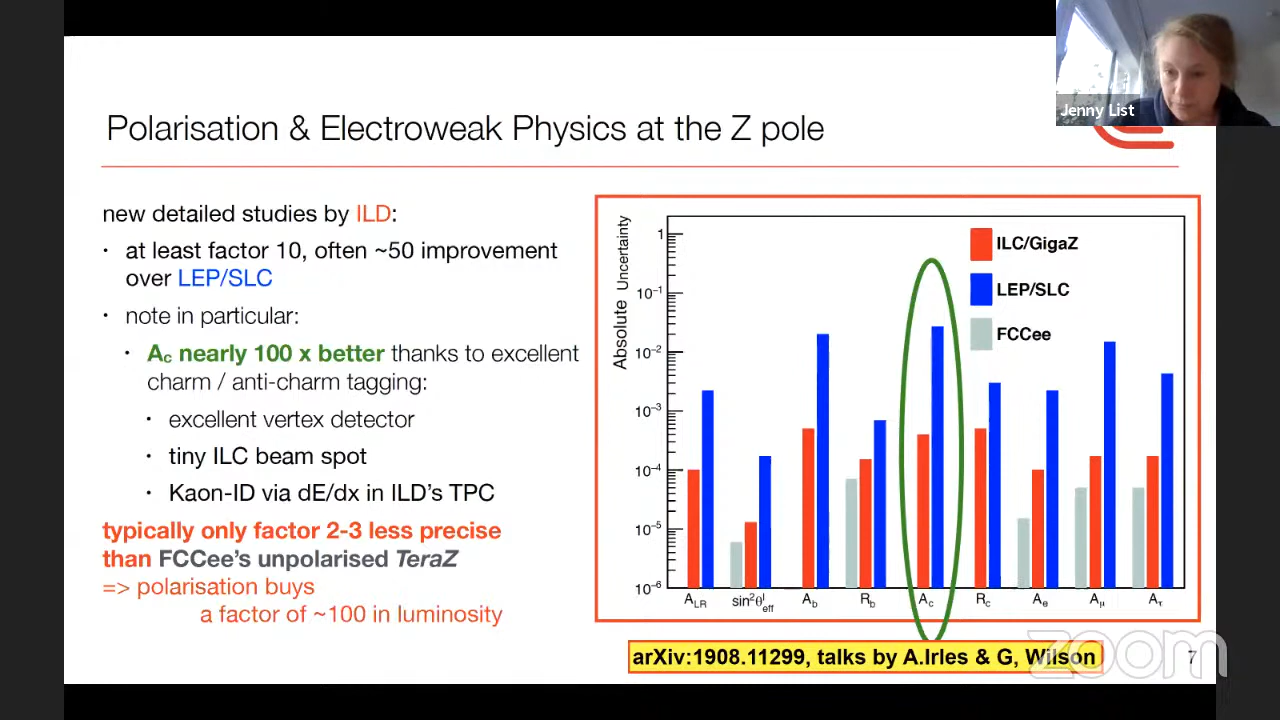 Jenny List
Polarisation & Electroweak Physics at the Z pole
new detailed studies by ILD:
· at least factor 10, often ~50 improvement
over LEP/SLC
· note in particular:
· Ac nearly 100 x better thanks to excellent
charm / anti-charm tagging:
· excellent vertex detector
· tiny ILC beam spot
· Kaon-ID via dE/dx in ILD's TPC
typically only factor 2-3 less precise
than FCCee's unpolarised TeraZ
=> polarisation buys
a factor of ~100 in luminosity
Absolute Uncertainty
1
10⁻¹
10⁻²
10⁻³
10⁻⁴
10⁻⁵
10⁻⁶
ILC/GigaZ
LEP/SLC
FCCee
A_LR sin²θ^l_eff A_b R_b A_c R_c A_e A_μ A_τ
arXiv:1908.11299, talks by A.Irles & G, Wilson
zoom
7